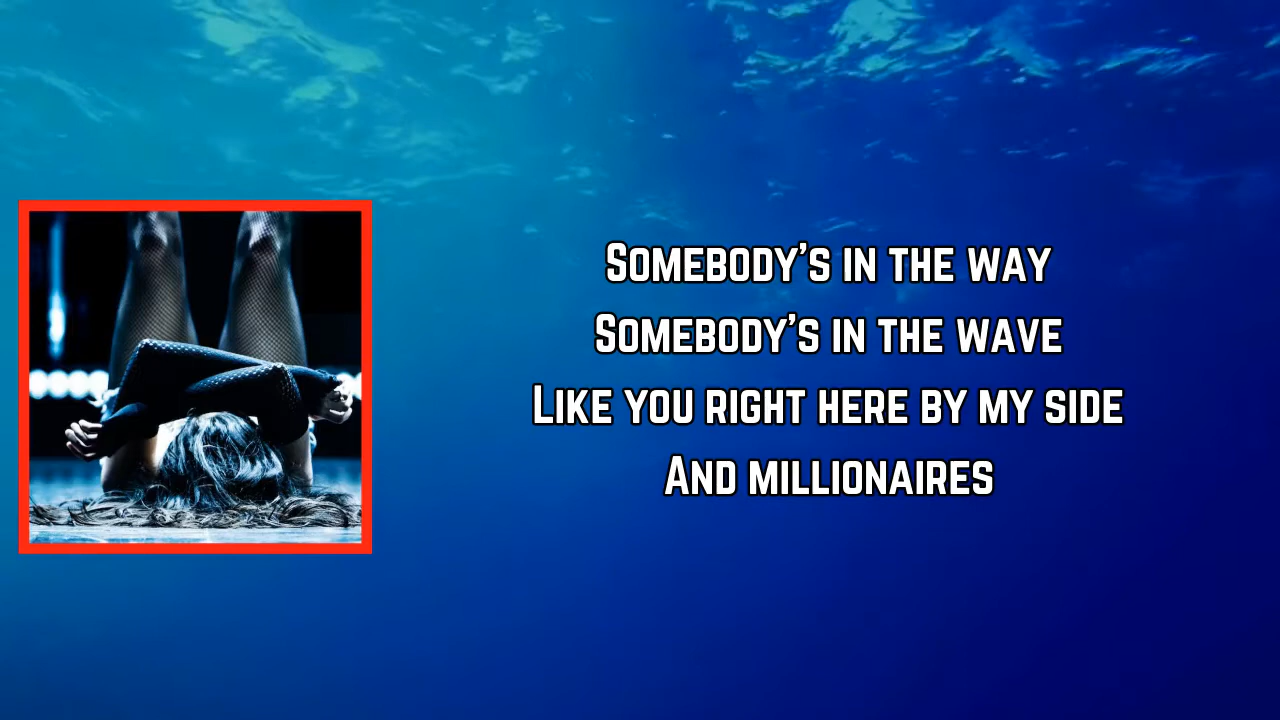 Somebody's in the way
Somebody's in the wave
Like you right here by my side
And millionaires